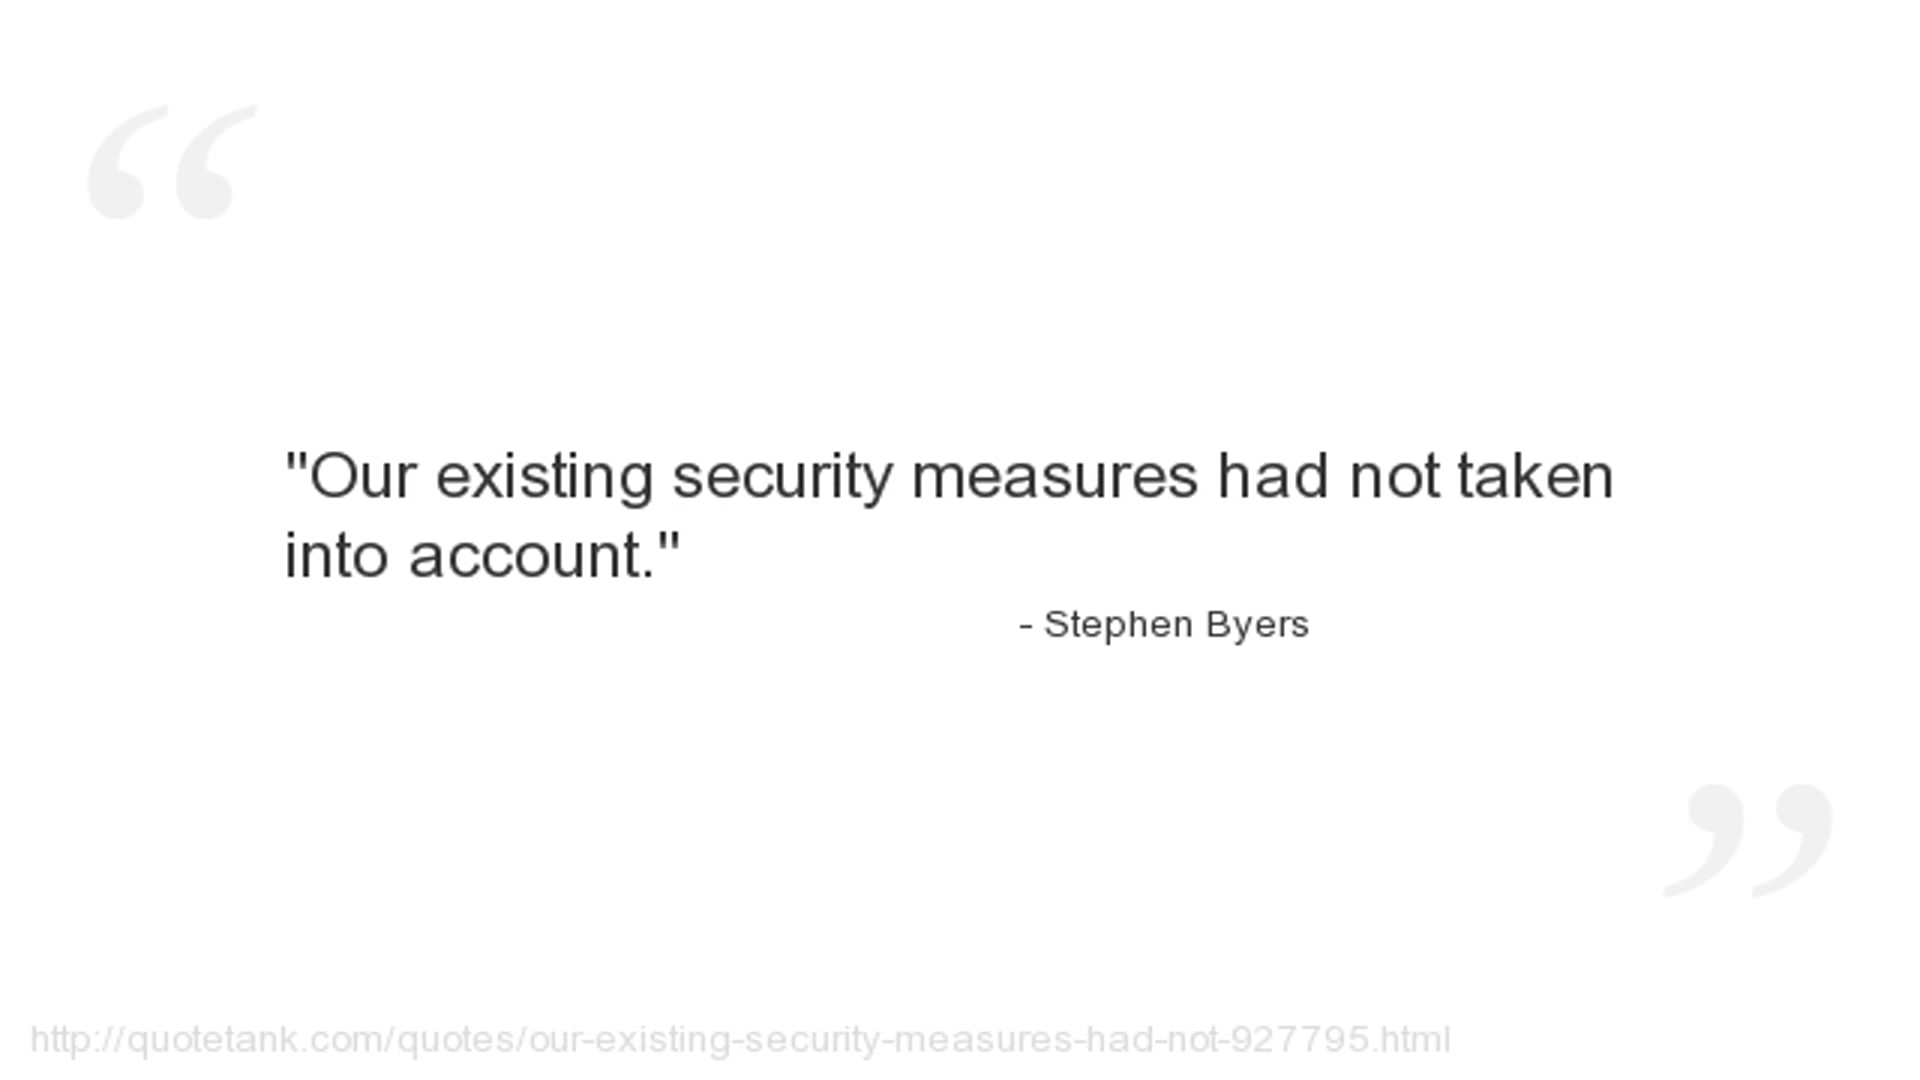 "Our existing security measures had not taken
into account."
- Stephen Byers
http://quotetank.com/quotes/our-existing-security-measures-had-not-927795.html